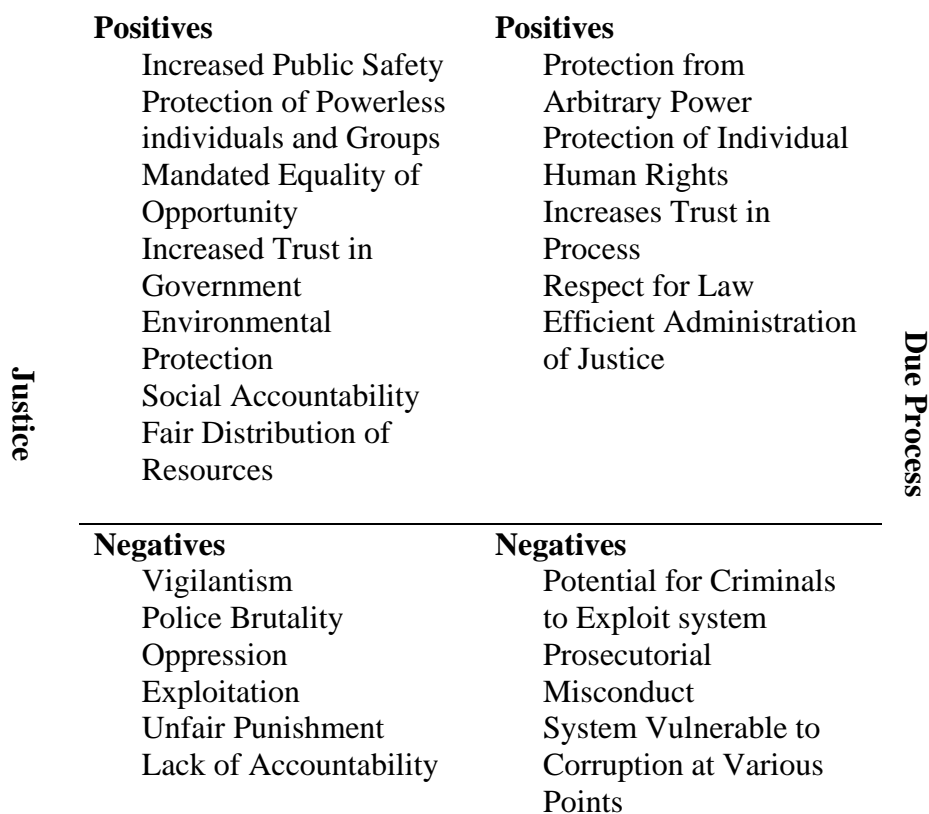 Justice
Positives
Increased Public Safety
Protection of Powerless
individuals and Groups
Mandated Equality of
Opportunity
Increased Trust in
Government
Environmental
Protection
Social Accountability
Fair Distribution of
Resources
Positives
Protection from
Arbitrary Power
Protection of Individual
Human Rights
Increases Trust in
Process
Respect for Law
Efficient Administration
of Justice
Negatives
Vigilantism
Police Brutality
Oppression
Exploitation
Unfair Punishment
Lack of Accountability
Negatives
Potential for Criminals
to Exploit system
Prosecutorial
Misconduct
System Vulnerable to
Corruption at Various
Points
Due Process